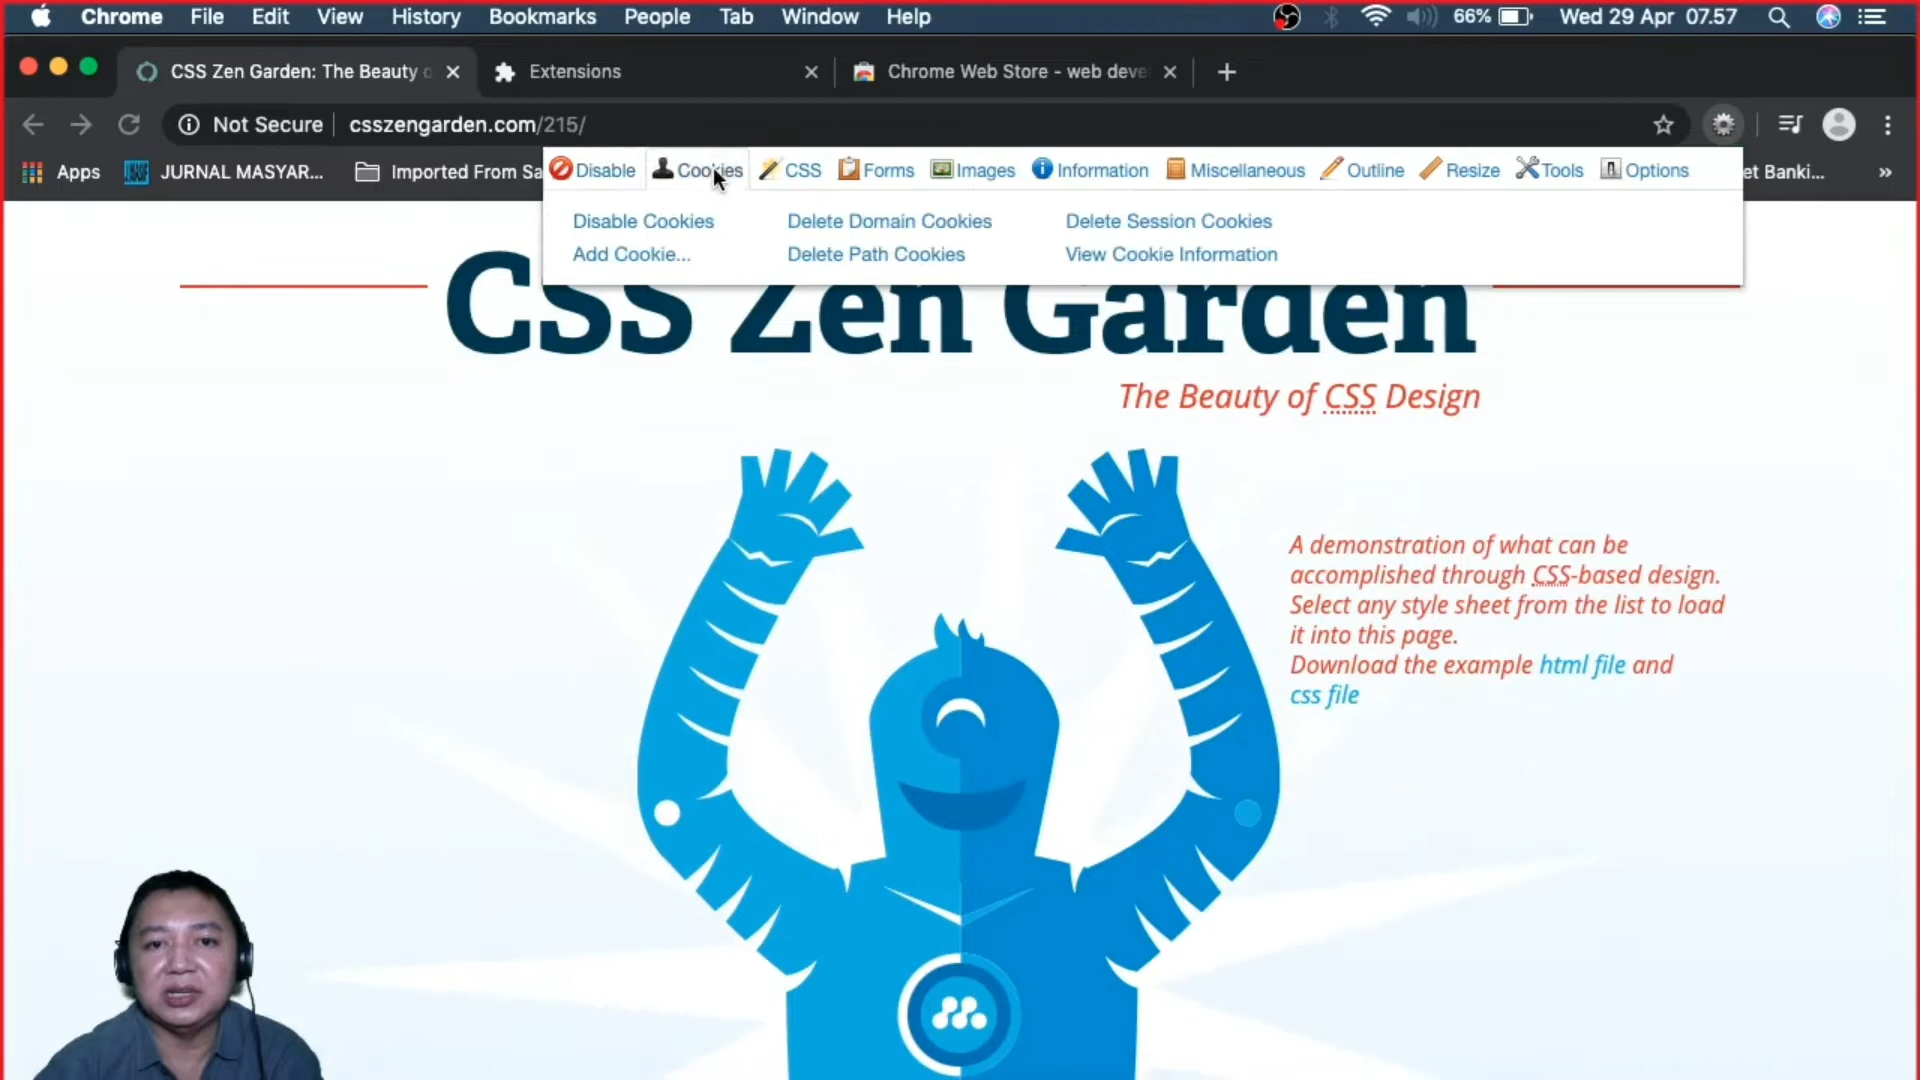 Chrome File Edit View History Bookmarks People Tab Window Help 66% Wed 29 Apr 07.57
CSS Zen Garden: The Beauty Extensions Chrome Web Store - web deve
Not Secure csszengarden.com/215/
Apps JURNAL MASYAR... Imported From Sa et Banki... »
Disable Cookies CSS Forms Images Information Miscellaneous Outline Resize Tools Options
Disable Cookies Delete Domain Cookies Delete Session Cookies
Add Cookie... Delete Path Cookies View Cookie Information
CSS Zen Garden
The Beauty of CSS Design
A demonstration of what can be
accomplished through CSS-based design.
Select any style sheet from the list to load
it into this page.
Download the example html file and
css file